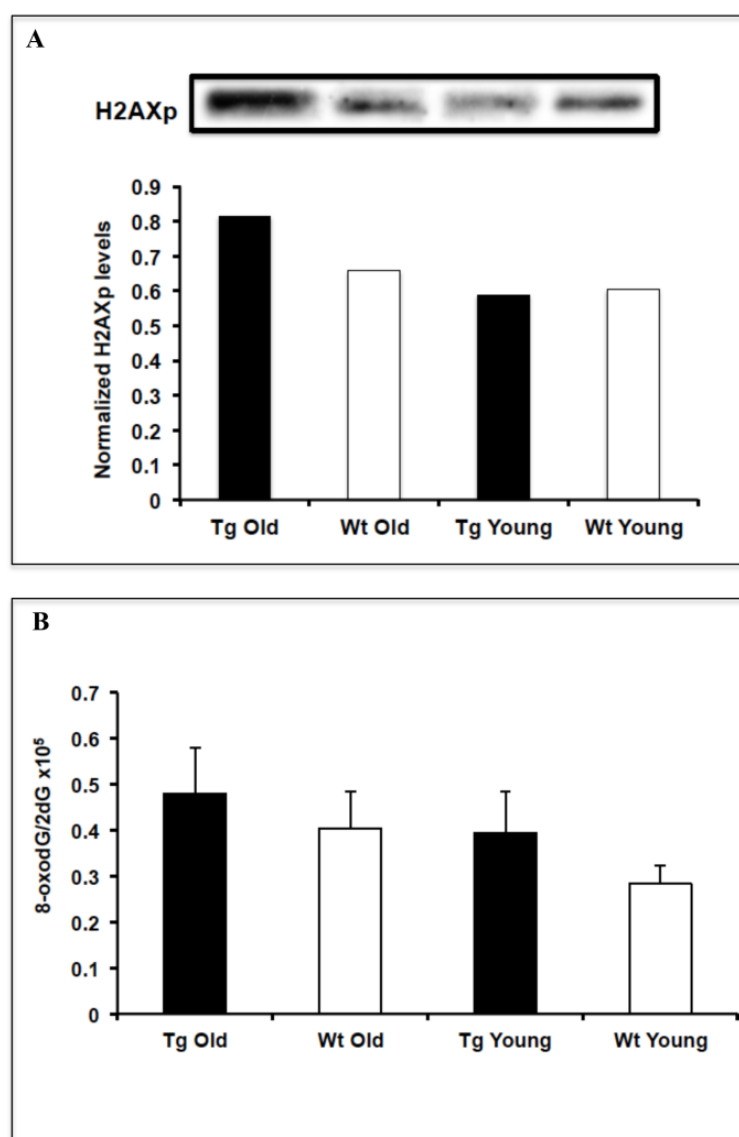 A
H2AXp
Normalized H2AXp levels
0.9
0.8
0.7
0.6
0.5
0.4
0.3
0.2
0.1
0
Tg Old Wt Old Tg Young Wt Young
B
8-oxodG/2dG x10⁵
0.7
0.6
0.5
0.4
0.3
0.2
0.1
0
Tg Old Wt Old Tg Young Wt Young